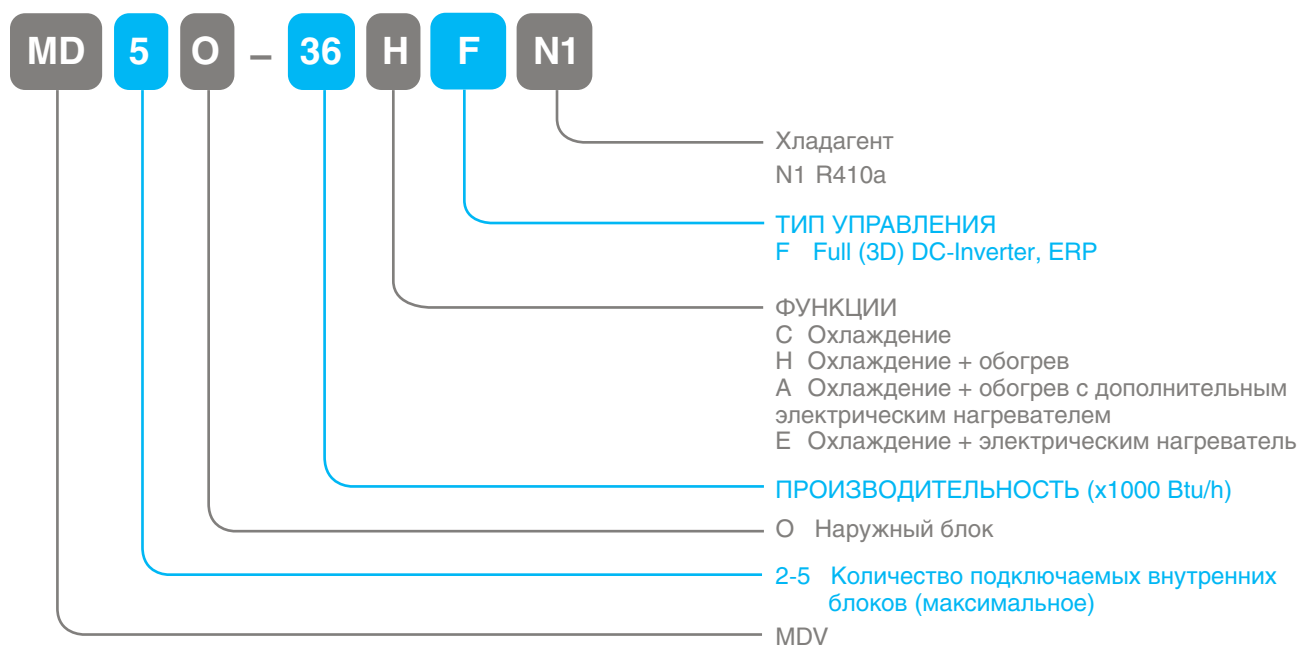 MD 5 O – 36 H F N1
Хладагент
N1 R410a
ТИП УПРАВЛЕНИЯ
F Full (3D) DC-Inverter, ERP
ФУНКЦИИ
С Охлаждение
Н Охлаждение + обогрев
А Охлаждение + обогрев с дополнительным
электрическим нагревателем
Е Охлаждение + электрическим нагреватель
ПРОИЗВОДИТЕЛЬНОСТЬ (х1000 Btu/h)
О Наружный блок
2-5 Количество подключаемых внутренних
блоков (максимальное)
MDV